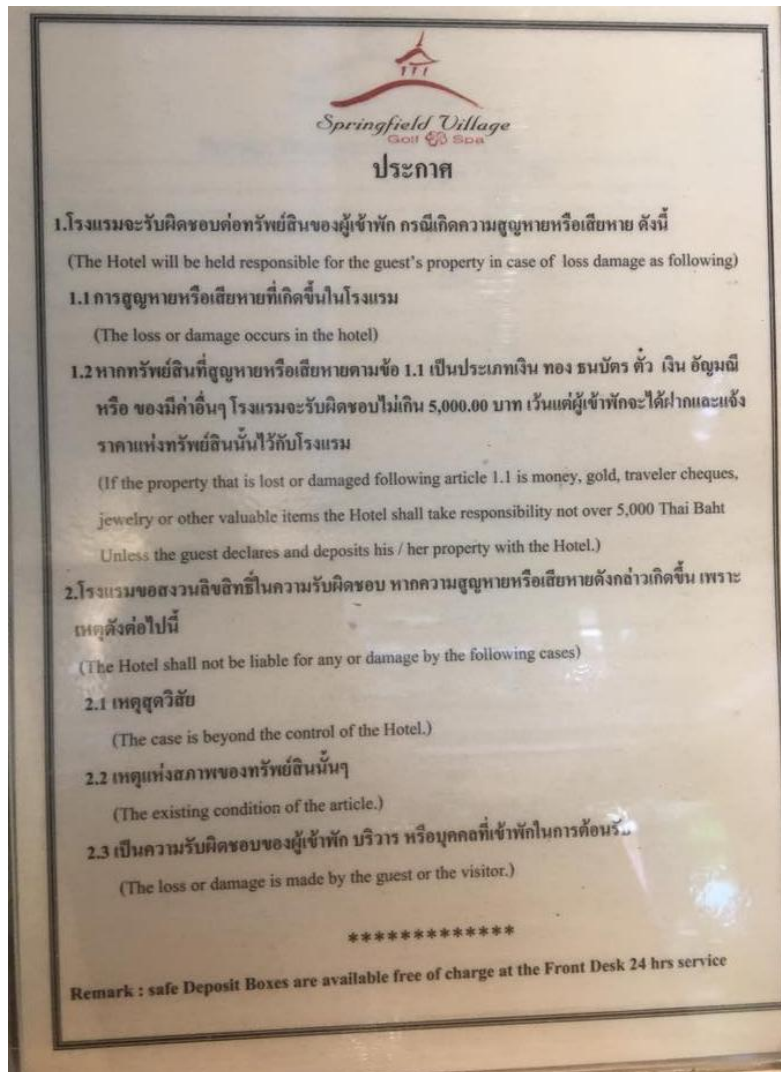 Springfield Village
Golf Spa
ประกาศ
1.โรงแรมจะรับผิดชอบต่อทรัพย์สินของผู้เข้าพัก กรณีเกิดความสูญหายหรือเสียหาย ดังนี้
(The Hotel will be held responsible for the guest's property in case of loss damage as following)
1.1 การสูญหายหรือเสียหายที่เกิดขึ้นในโรงแรม
(The loss or damage occurs in the hotel)
1.2 หากทรัพย์สินที่สูญหายหรือเสียหายตามข้อ 1.1 เป็นประเภทเงิน ทอง ธนบัตร ตั๋ว เงิน อัญมณี
หรือ ของมีค่าอื่นๆ โรงแรมจะรับผิดชอบไม่เกิน 5,000.00 บาท เว้นแต่ผู้เข้าพักจะได้ฝากและแจ้ง
ราคาแห่งทรัพย์สินนั้นไว้กับโรงแรม
(If the property that is lost or damaged following article 1.1 is money, gold, traveler cheques,
jewelry or other valuable items the Hotel shall take responsibility not over 5,000 Thai Baht
Unless the guest declares and deposits his / her property with the Hotel.)
2.โรงแรมขอสงวนลิขสิทธิ์ในความรับผิดชอบ หากความสูญหายหรือเสียหายดังกล่าวเกิดขึ้น เพราะ
เหตุดังต่อไปนี้
(The Hotel shall not be liable for any or damage by the following cases)
2.1 เหตุสุดวิสัย
(The case is beyond the control of the Hotel.)
2.2 เหตุแห่งสภาพของทรัพย์สินนั้นๆ
(The existing condition of the article.)
2.3 เป็นความรับผิดชอบของผู้เข้าพัก บริวาร หรือบุคคลที่เข้าพักในการต้อนรับ
(The loss or damage is made by the guest or the visitor.)
*************
Remark : safe Deposit Boxes are available free of charge at the Front Desk 24 hrs service